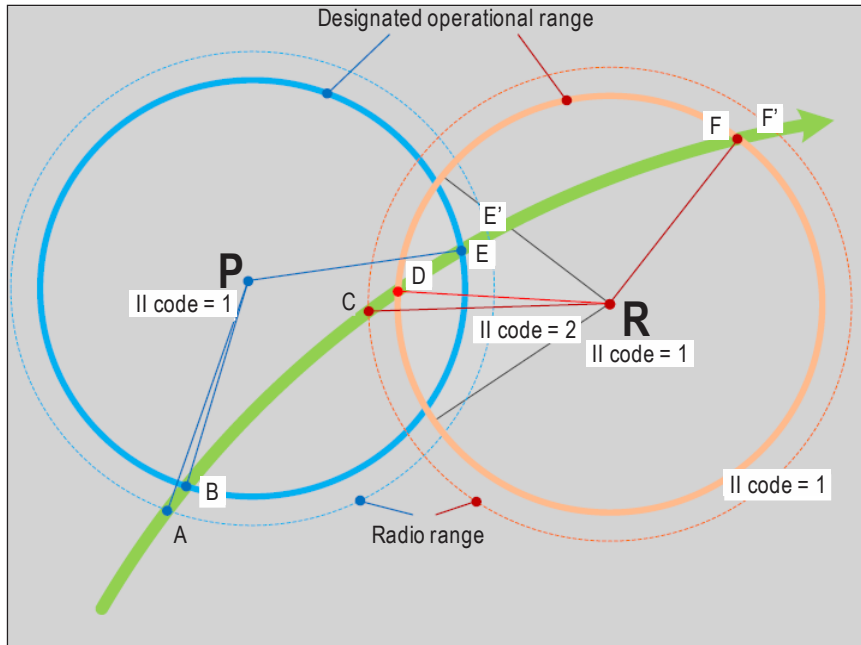 Designated operational range
F
F’
E’
P
E
D
II code = 1
C
R
II code = 2
II code = 1
B
II code = 1
A
Radio range